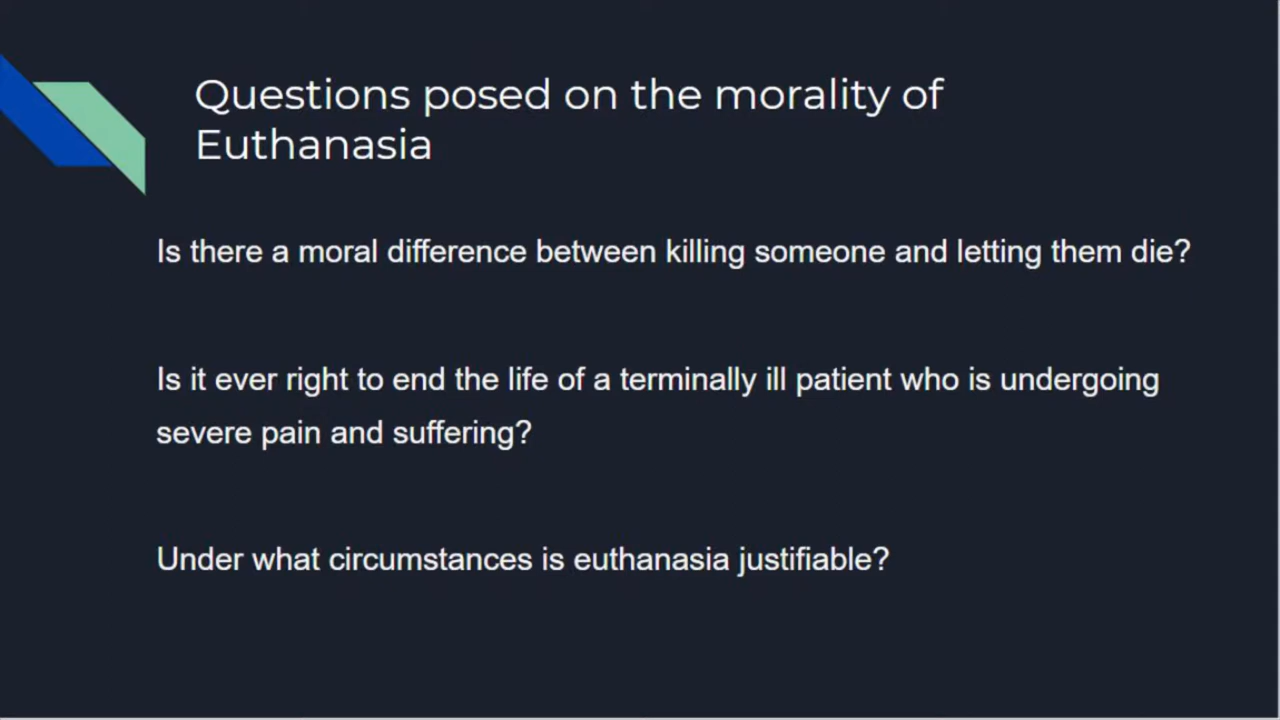 Questions posed on the morality of
Euthanasia
Is there a moral difference between killing someone and letting them die?
Is it ever right to end the life of a terminally ill patient who is undergoing
severe pain and suffering?
Under what circumstances is euthanasia justifiable?